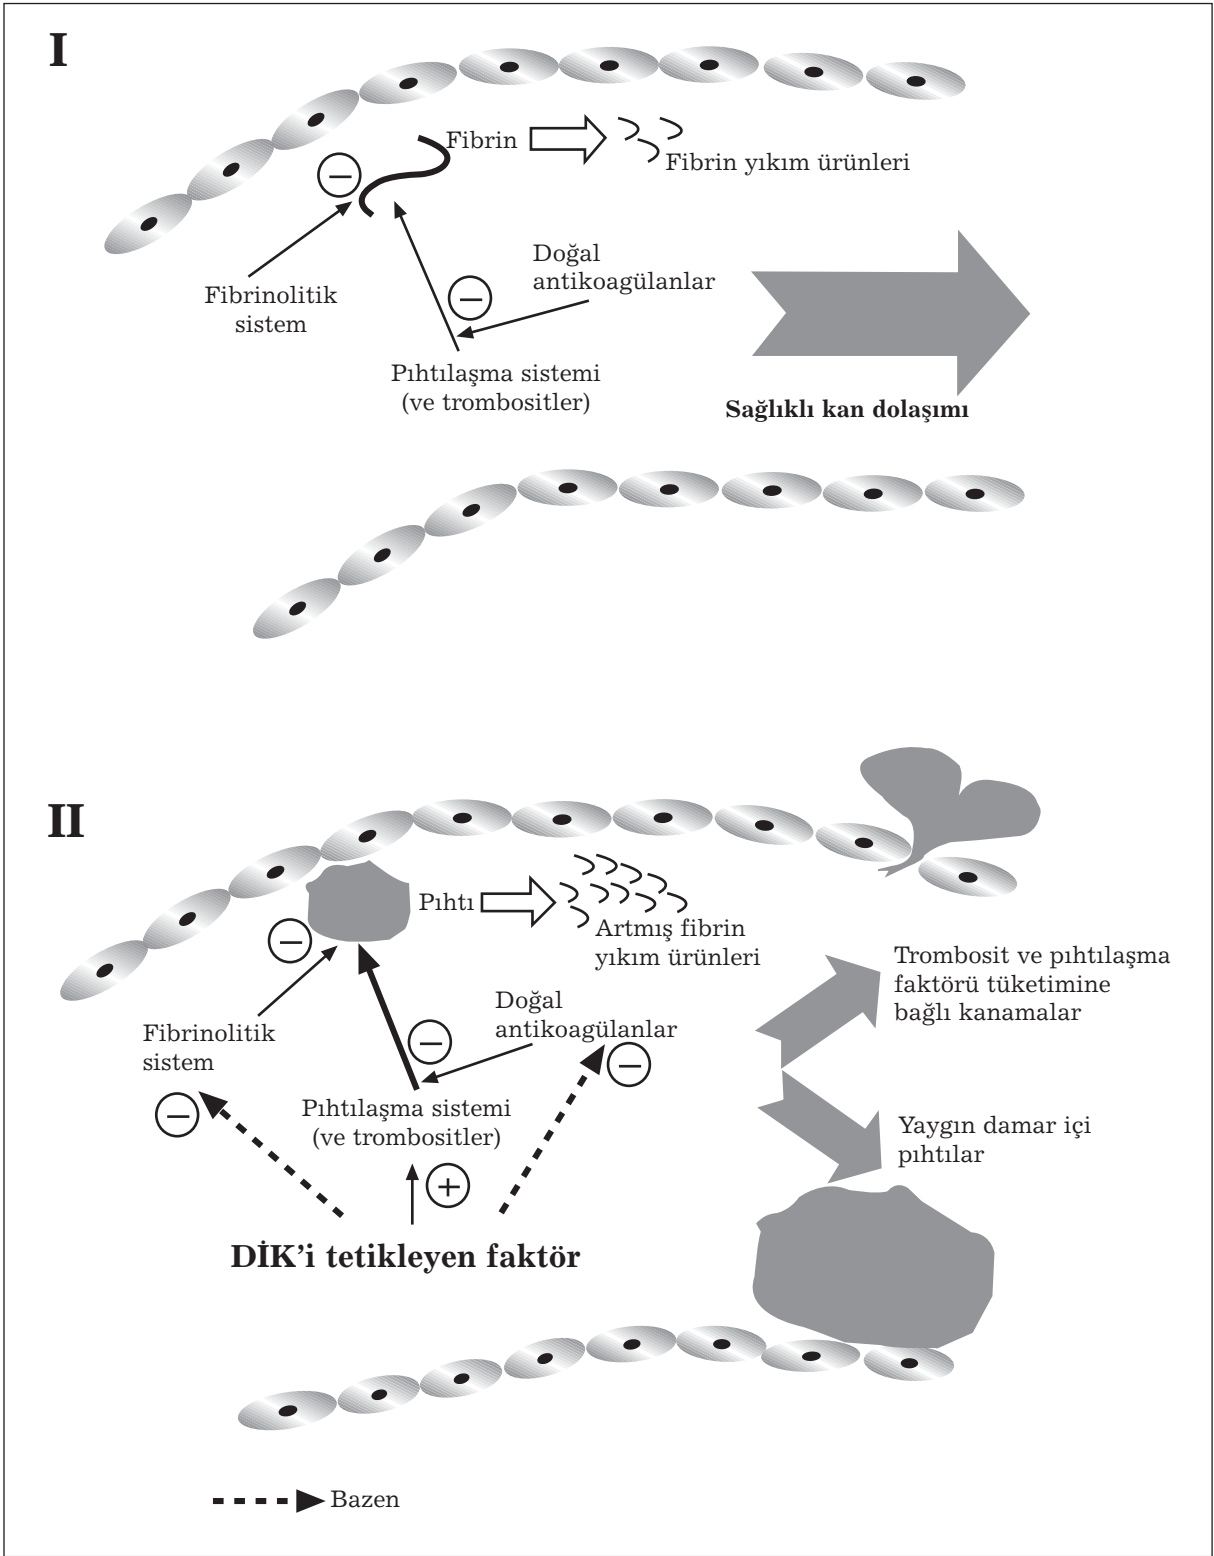 I
Fibrin
Fibrin yıkım ürünleri
Doğal
antikoagülanlar
Fibrinolitik
sistem
Pıhtılaşma sistemi
(ve trombositler)
Sağlıklı kan dolaşımı
II
Pıhtı
Artmış fibrin
yıkım ürünleri
Trombosit ve pıhtılaşma
faktörü tüketimine
bağlı kanamalar
Doğal
antikoagülanlar
Fibrinolitik
sistem
Pıhtılaşma sistemi
(ve trombositler)
Yaygın damar içi
pıhtılar
DİK'i tetikleyen faktör
Bazen